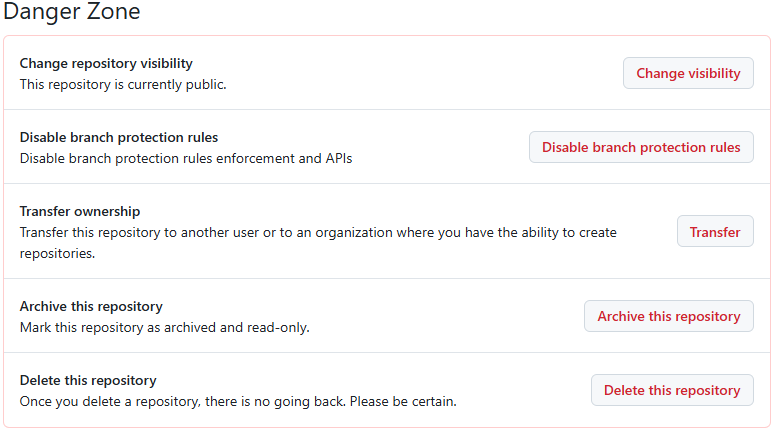 Danger Zone
Change repository visibility
This repository is currently public.
Change visibility
Disable branch protection rules
Disable branch protection rules enforcement and APIs
Disable branch protection rules
Transfer ownership
Transfer this repository to another user or to an organization where you have the ability to create
repositories.
Transfer
Archive this repository
Mark this repository as archived and read-only.
Archive this repository
Delete this repository
Once you delete a repository, there is no going back. Please be certain.
Delete this repository